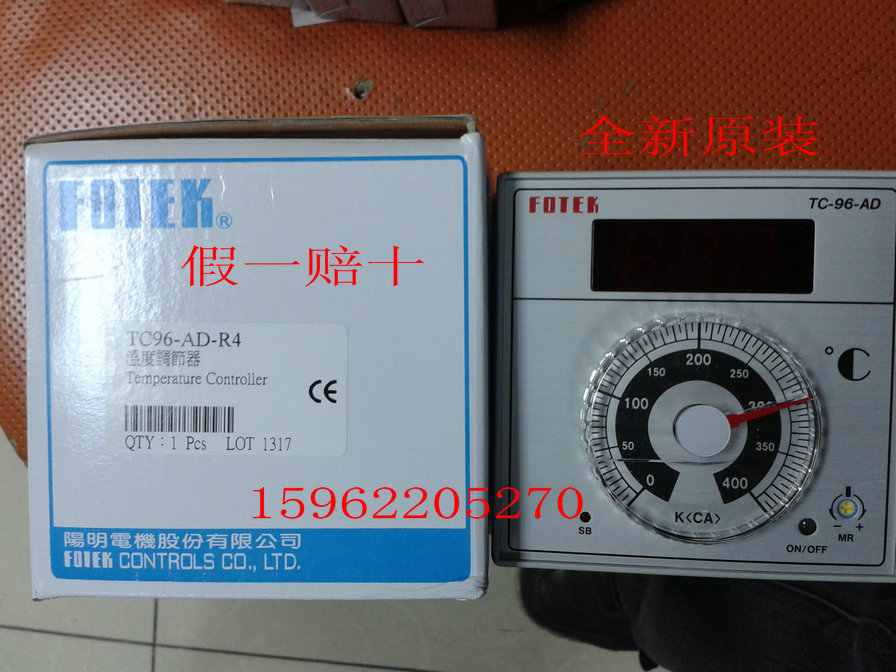 全新原装
FOTEK®
假一赔十
TC96-AD-R4
溫度調節器
Temperature Controller
CE
QTY：1 Pcs LOT 1317
15962205270
陽明電機股份有限公司
FOTEK CONTROLS CO., LTD.
FOTEK TC-96-AD
°C
0
50
100
150
200
250
300
350
400
K<CA>
SB
ON/OFF
- +
MR